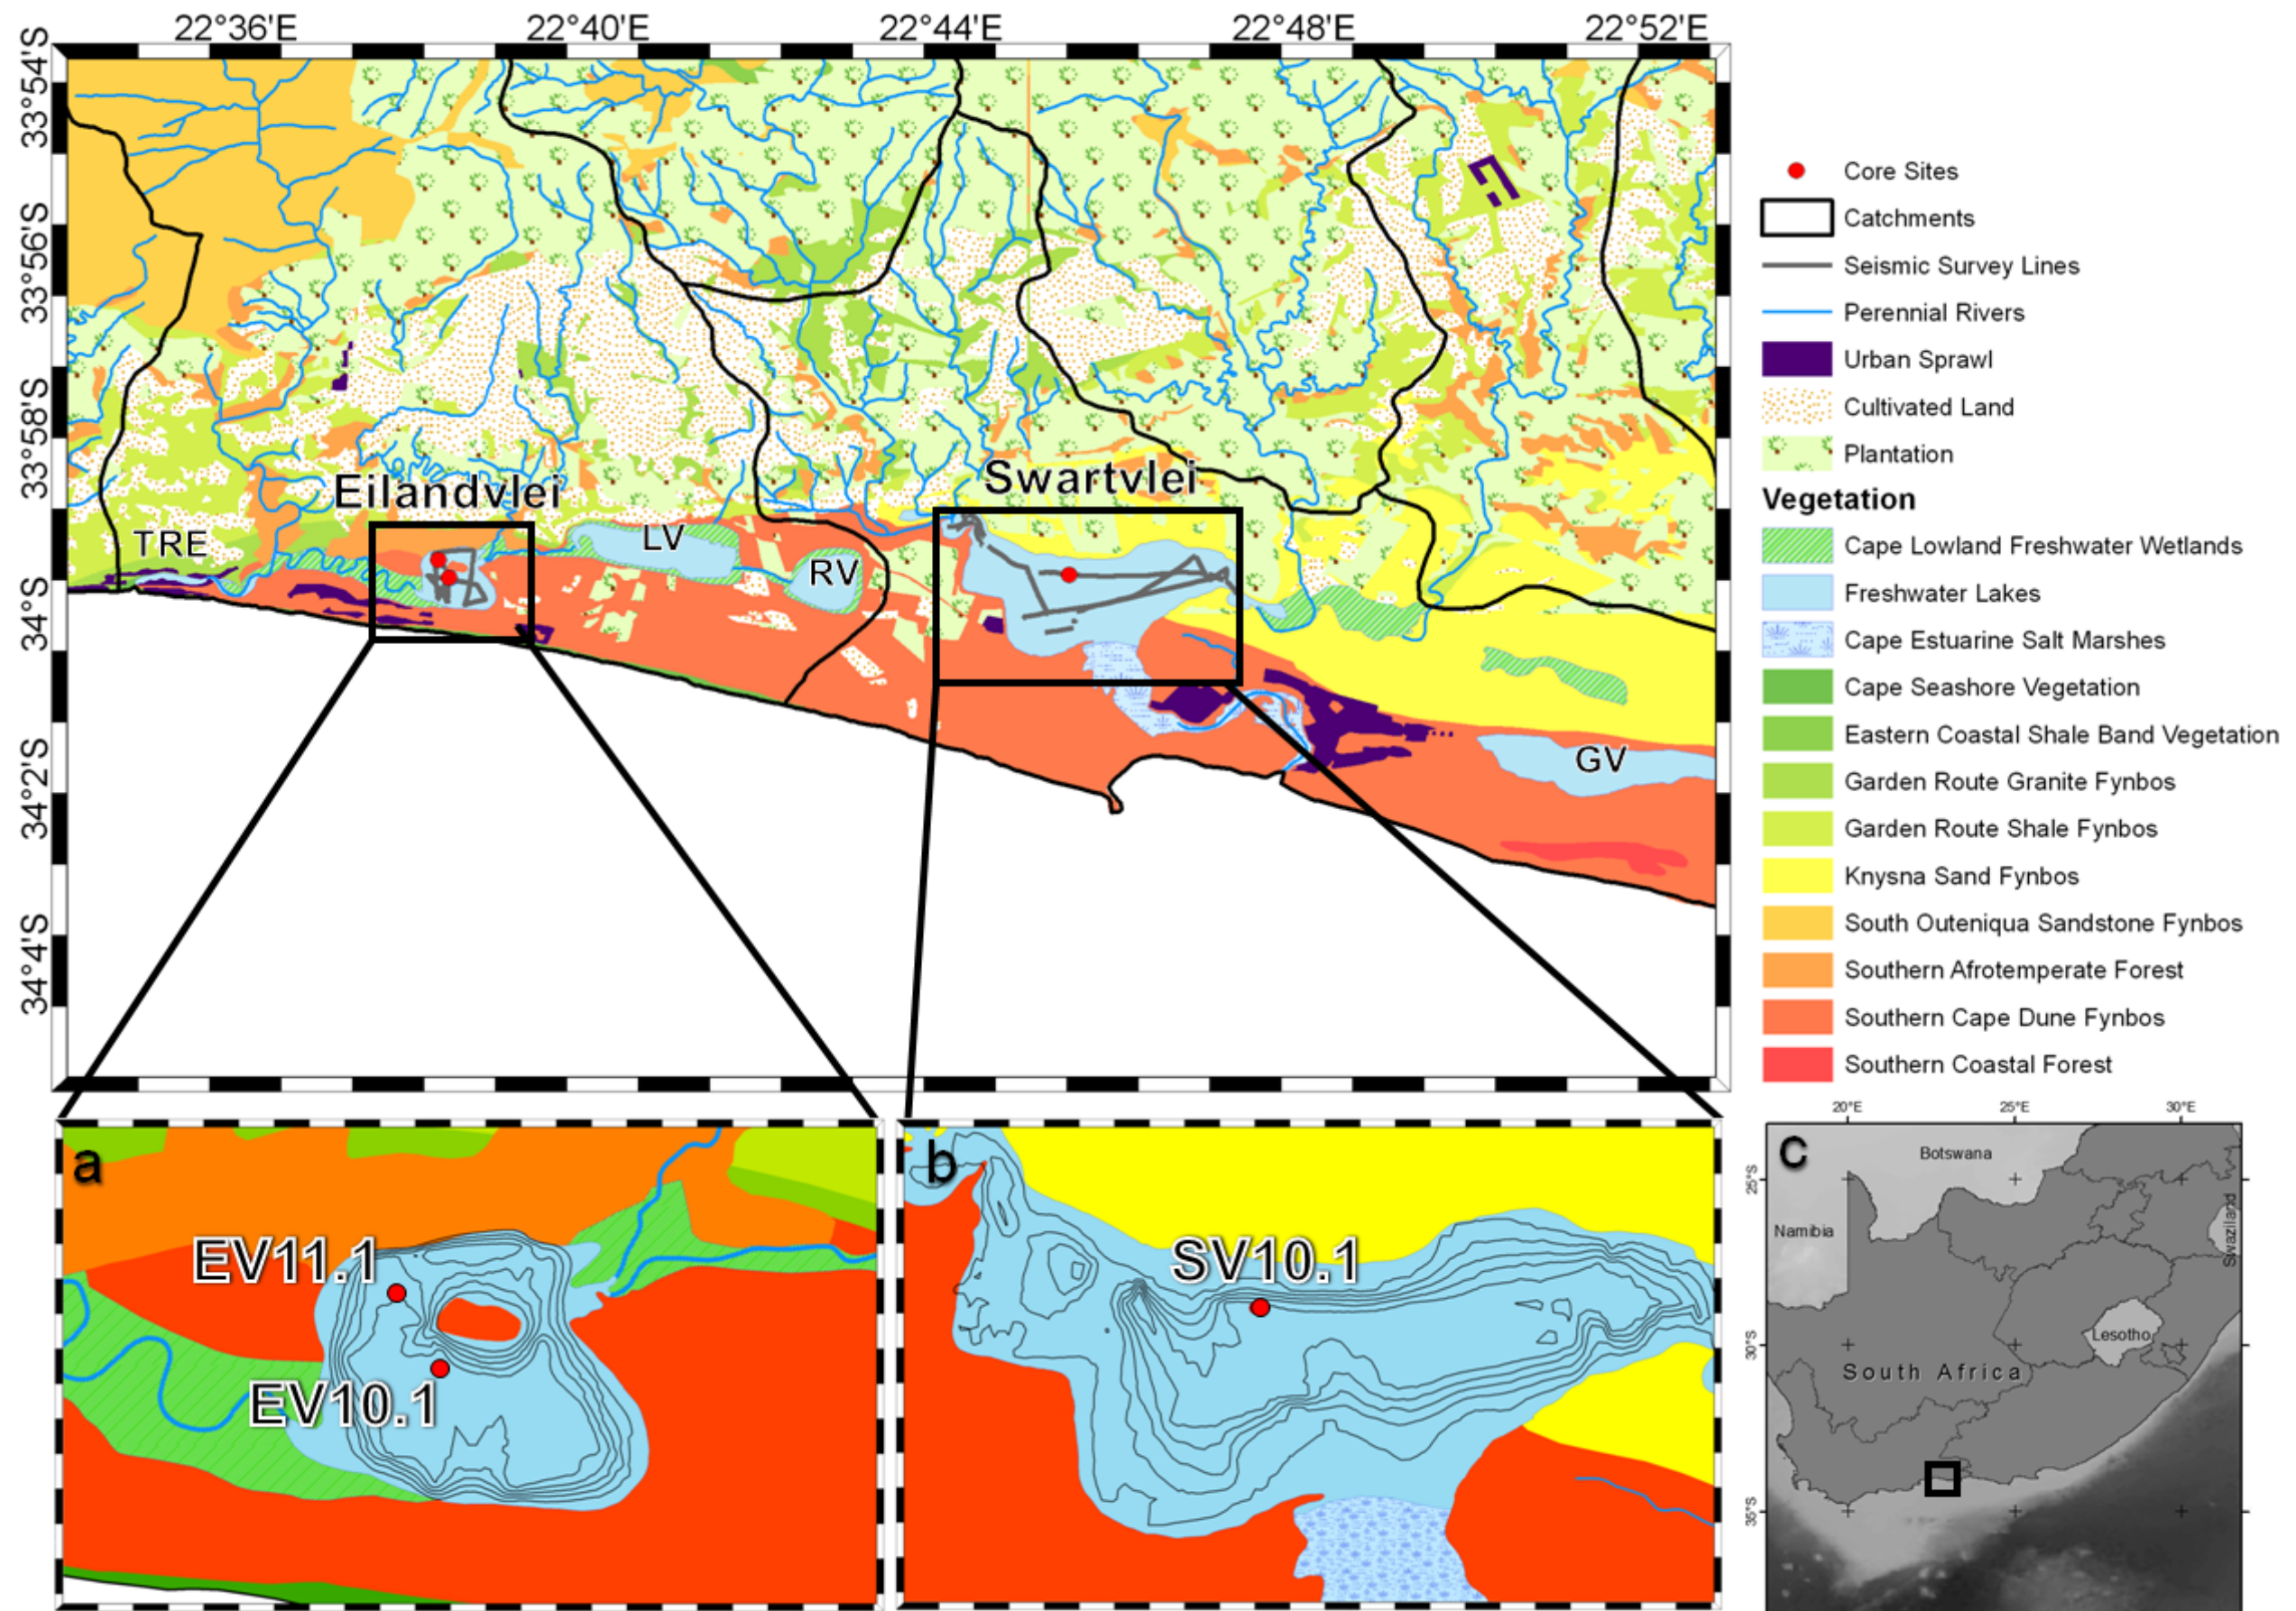 22°36'E 22°40'E 22°44'E 22°48'E 22°52'E
33°54'S
33°56'S
33°58'S
34°S
34°2'S
34°4'S
Eilandvlei
Swartvlei
TRE
LV
RV
GV
Core Sites
Catchments
Seismic Survey Lines
Perennial Rivers
Urban Sprawl
Cultivated Land
Plantation
Vegetation
Cape Lowland Freshwater Wetlands
Freshwater Lakes
Cape Estuarine Salt Marshes
Cape Seashore Vegetation
Eastern Coastal Shale Band Vegetation
Garden Route Granite Fynbos
Garden Route Shale Fynbos
Knysna Sand Fynbos
South Outeniqua Sandstone Fynbos
Southern Afrotemperate Forest
Southern Cape Dune Fynbos
Southern Coastal Forest
a
EV11.1
EV10.1
b
SV10.1
20°E 25°E 30°E
c
25°S
30°S
35°S
Botswana
Namibia
Swaziland
Lesotho
South Africa